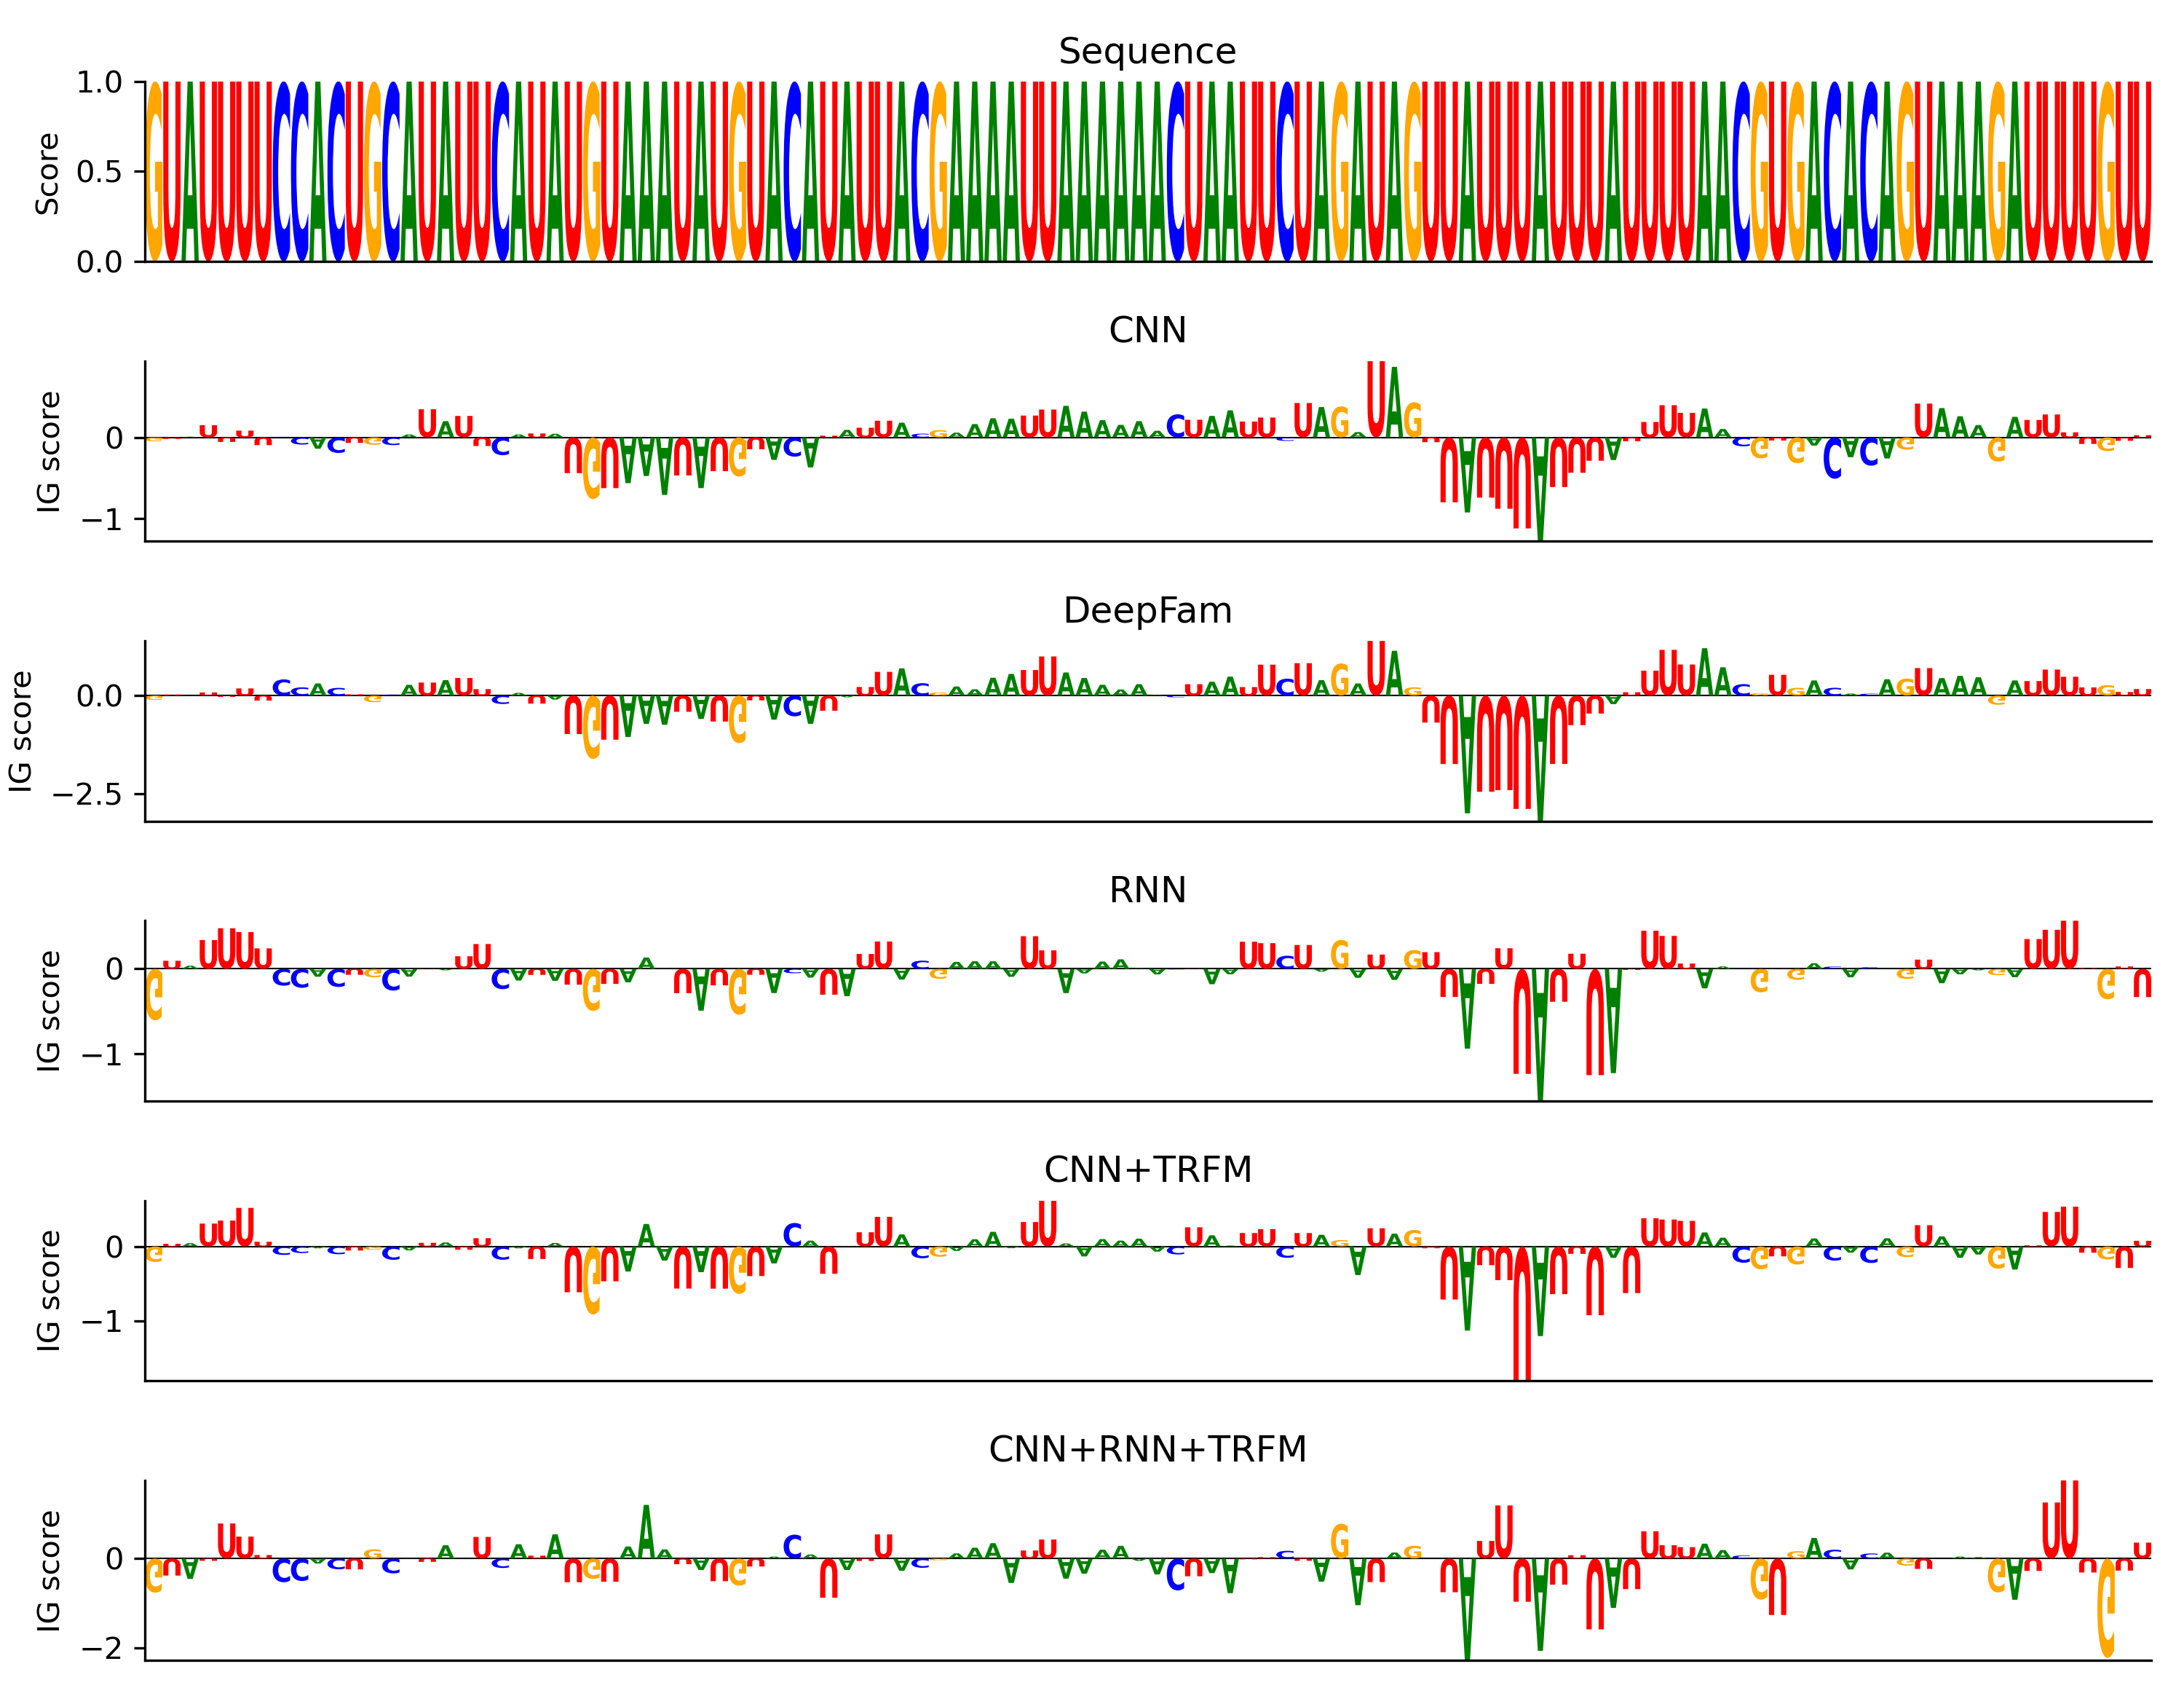 Sequence
Score
1.0
0.5
0.0
GUAUUUUCCACUGCAUAUUCAUAUGUAAAUAUGUACAUAUUACGAAAAUUAAAAAACUAAUUCUAGAUAGUUAUUUAUUUAUUUUAACGUGACACAGUAAAGAUUUUGUU
CNN
IG score
0
−1
DeepFam
IG score
0.0
−2.5
RNN
IG score
0
−1
CNN+TRFM
IG score
0
−1
CNN+RNN+TRFM
IG score
0
−2